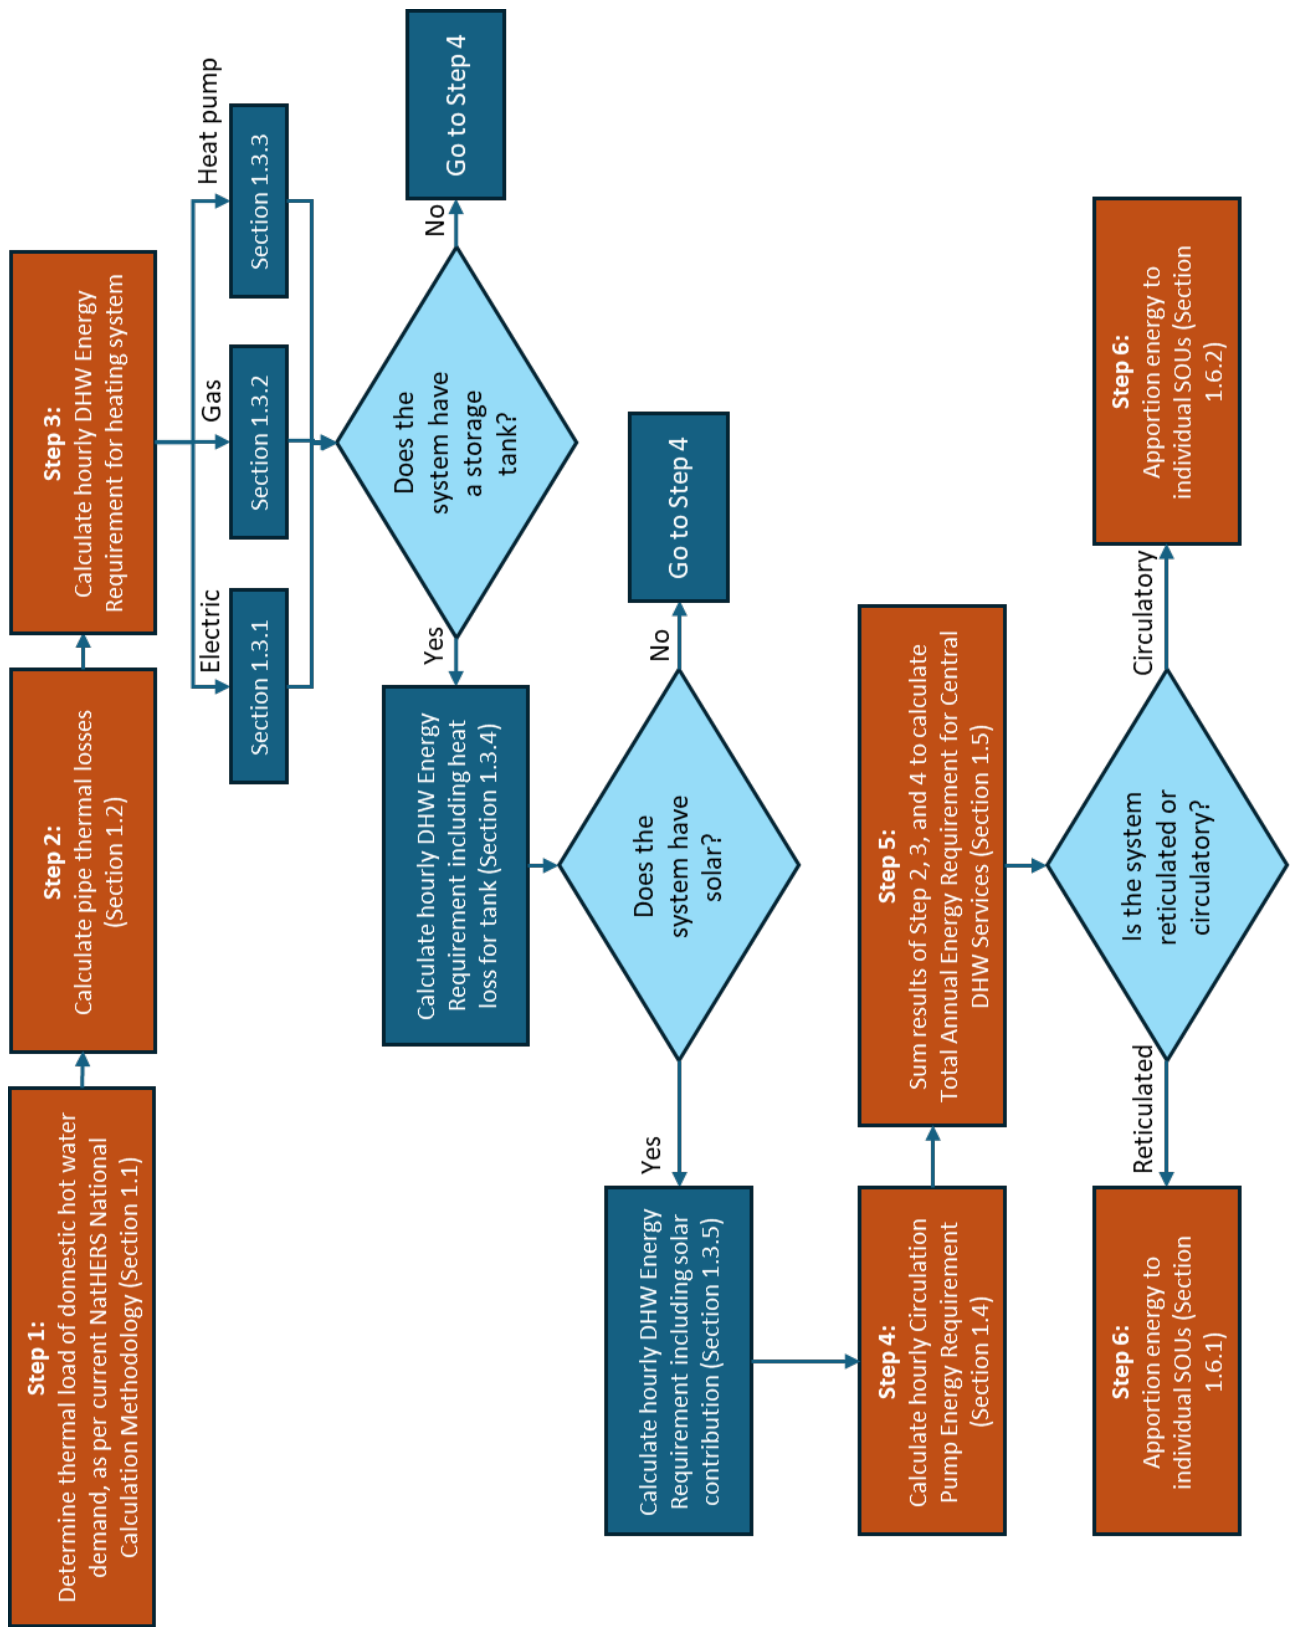 Step 1:
Determine thermal load of domestic hot water
demand, as per current NatHERS National
Calculation Methodology (Section 1.1)
Step 2:
Calculate pipe thermal losses
(Section 1.2)
Step 3:
Calculate hourly DHW Energy
Requirement for heating system
Electric
Gas
Heat pump
Section 1.3.1
Section 1.3.2
Section 1.3.3
Does the
system have
a storage
tank?
No
Go to Step 4
Yes
Calculate hourly DHW Energy
Requirement including heat
loss for tank (Section 1.3.4)
Does the
system have
solar?
No
Go to Step 4
Yes
Calculate hourly DHW Energy
Requirement including solar
contribution (Section 1.3.5)
Step 4:
Calculate hourly Circulation
Pump Energy Requirement
(Section 1.4)
Step 5:
Sum results of Step 2, 3, and 4 to calculate
Total Annual Energy Requirement for Central
DHW Services (Section 1.5)
Is the system
reticulated or
circulatory?
Reticulated
Circulatory
Step 6:
Apportion energy to
individual SOUs (Section
1.6.1)
Step 6:
Apportion energy to
individual SOUs (Section
1.6.2)